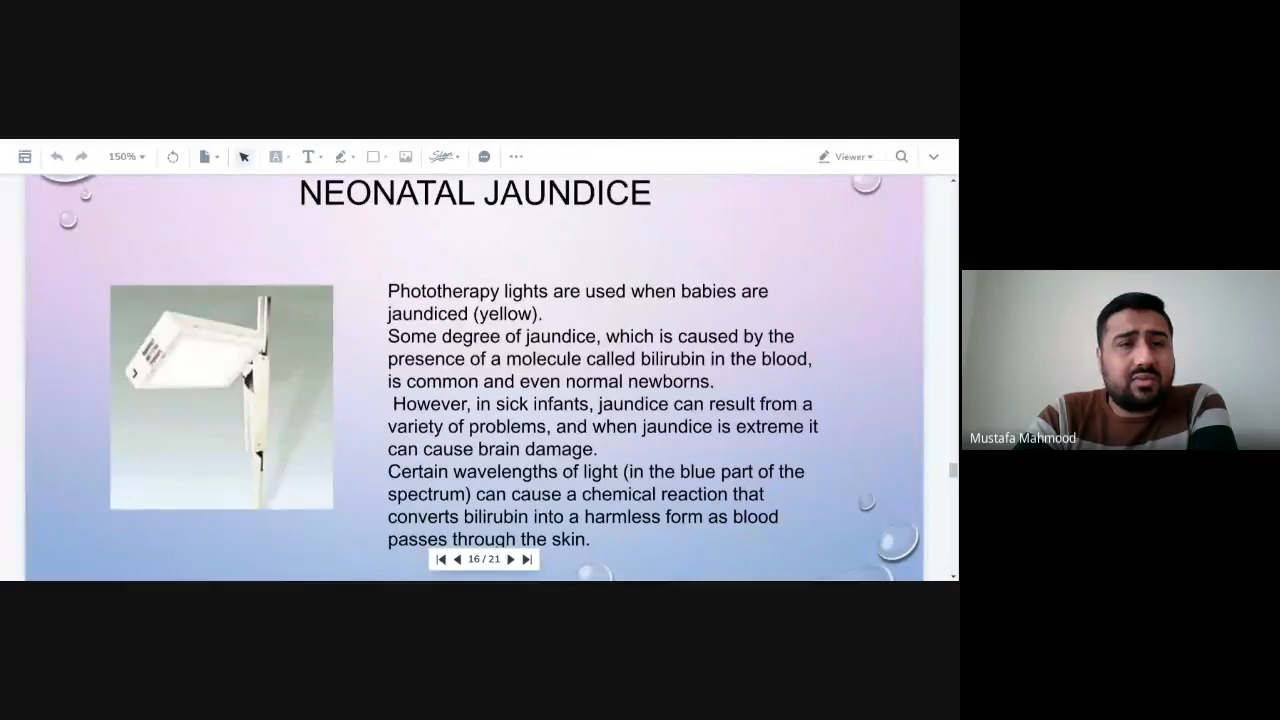 150%
T
Sign
Viewer
NEONATAL JAUNDICE
Phototherapy lights are used when babies are
jaundiced (yellow).
Some degree of jaundice, which is caused by the
presence of a molecule called bilirubin in the blood,
is common and even normal newborns.
However, in sick infants, jaundice can result from a
variety of problems, and when jaundice is extreme it
can cause brain damage.
Certain wavelengths of light (in the blue part of the
spectrum) can cause a chemical reaction that
converts bilirubin into a harmless form as blood
passes through the skin.
16 / 21
Mustafa Mahmood